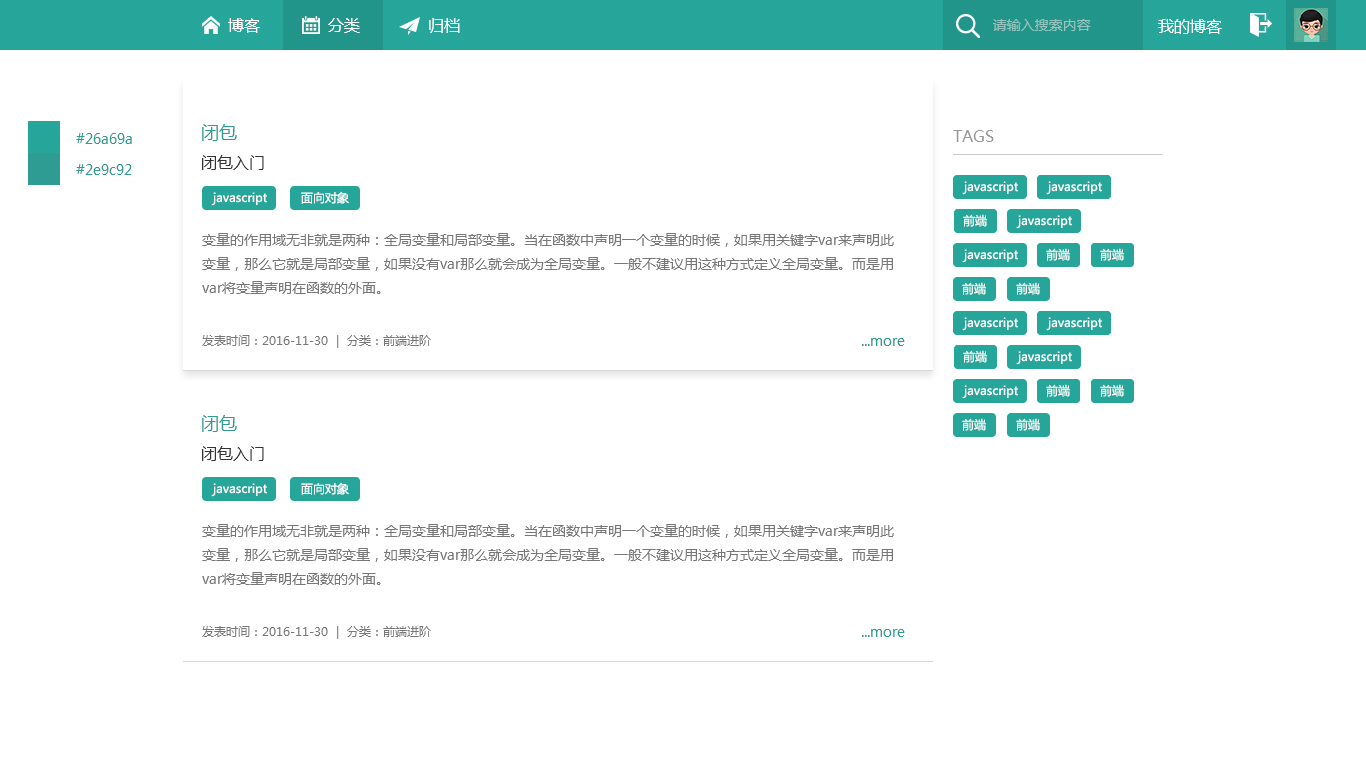 博客 分类 归档 请输入搜索内容 我的博客
#26a69a
#2e9c92
闭包
闭包入门
javascript 面向对象
变量的作用域无非就是两种：全局变量和局部变量。当在函数中声明一个变量的时候，如果用关键字var来声明此
变量，那么它就是局部变量，如果没有var那么就会成为全局变量。一般不建议用这种方式定义全局变量。而是用
var将变量声明在函数的外面。
发表时间：2016-11-30 | 分类：前端进阶 ...more
闭包
闭包入门
javascript 面向对象
变量的作用域无非就是两种：全局变量和局部变量。当在函数中声明一个变量的时候，如果用关键字var来声明此
变量，那么它就是局部变量，如果没有var那么就会成为全局变量。一般不建议用这种方式定义全局变量。而是用
var将变量声明在函数的外面。
发表时间：2016-11-30 | 分类：前端进阶 ...more
TAGS
javascript javascript
前端 javascript
javascript 前端 前端
前端 前端
javascript javascript
前端 javascript
javascript 前端 前端
前端 前端